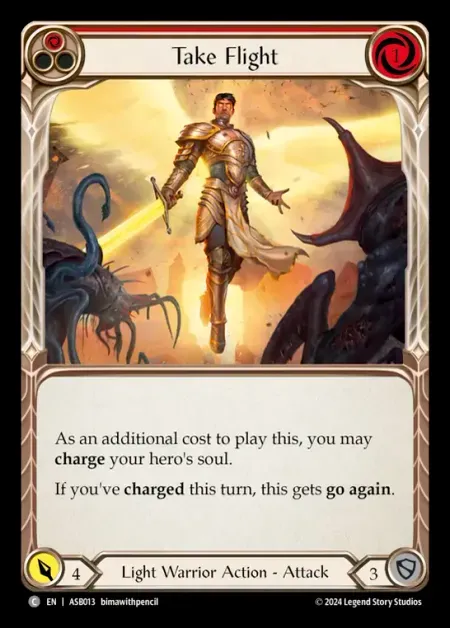 Take Flight
1
As an additional cost to play this, you may
charge your hero's soul.
If you've charged this turn, this gets go again.
4
Light Warrior Action - Attack
3
C EN | ASB013 bimawithpencil
© 2024 Legend Story Studios